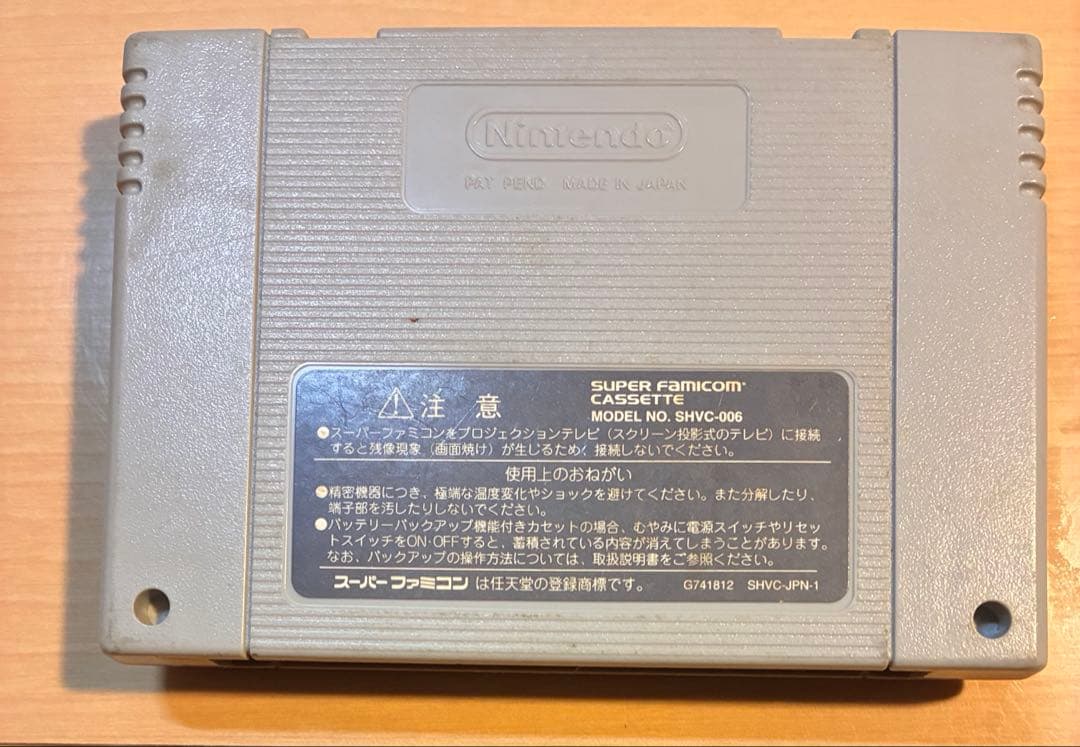 Nintendo
PAT PEND MADE IN JAPAN
⚠注 意
SUPER FAMICOM
CASSETTE
MODEL NO. SHVC-006
●スーパーファミコンをプロジェクションテレビ(スクリーン投影式のテレビ)に接続
すると残像現象(画面焼け)が生じるため、接続しないでください。
使用上のおねがい
●精密機器につき、極端な温度変化やショックを避けてください。また分解したり、
端子部を汚したりしないでください。
●バッテリーバックアップ機能付きカセットの場合、むやみに電源スイッチやリセッ
トスイッチをON・OFFすると、蓄積されている内容が消えてしまうことがあります。
なお、バックアップの操作方法については、取扱説明書をご参照ください。
スーパーファミコン は任天堂の登録商標です。 G741812 SHVC-JPN-1